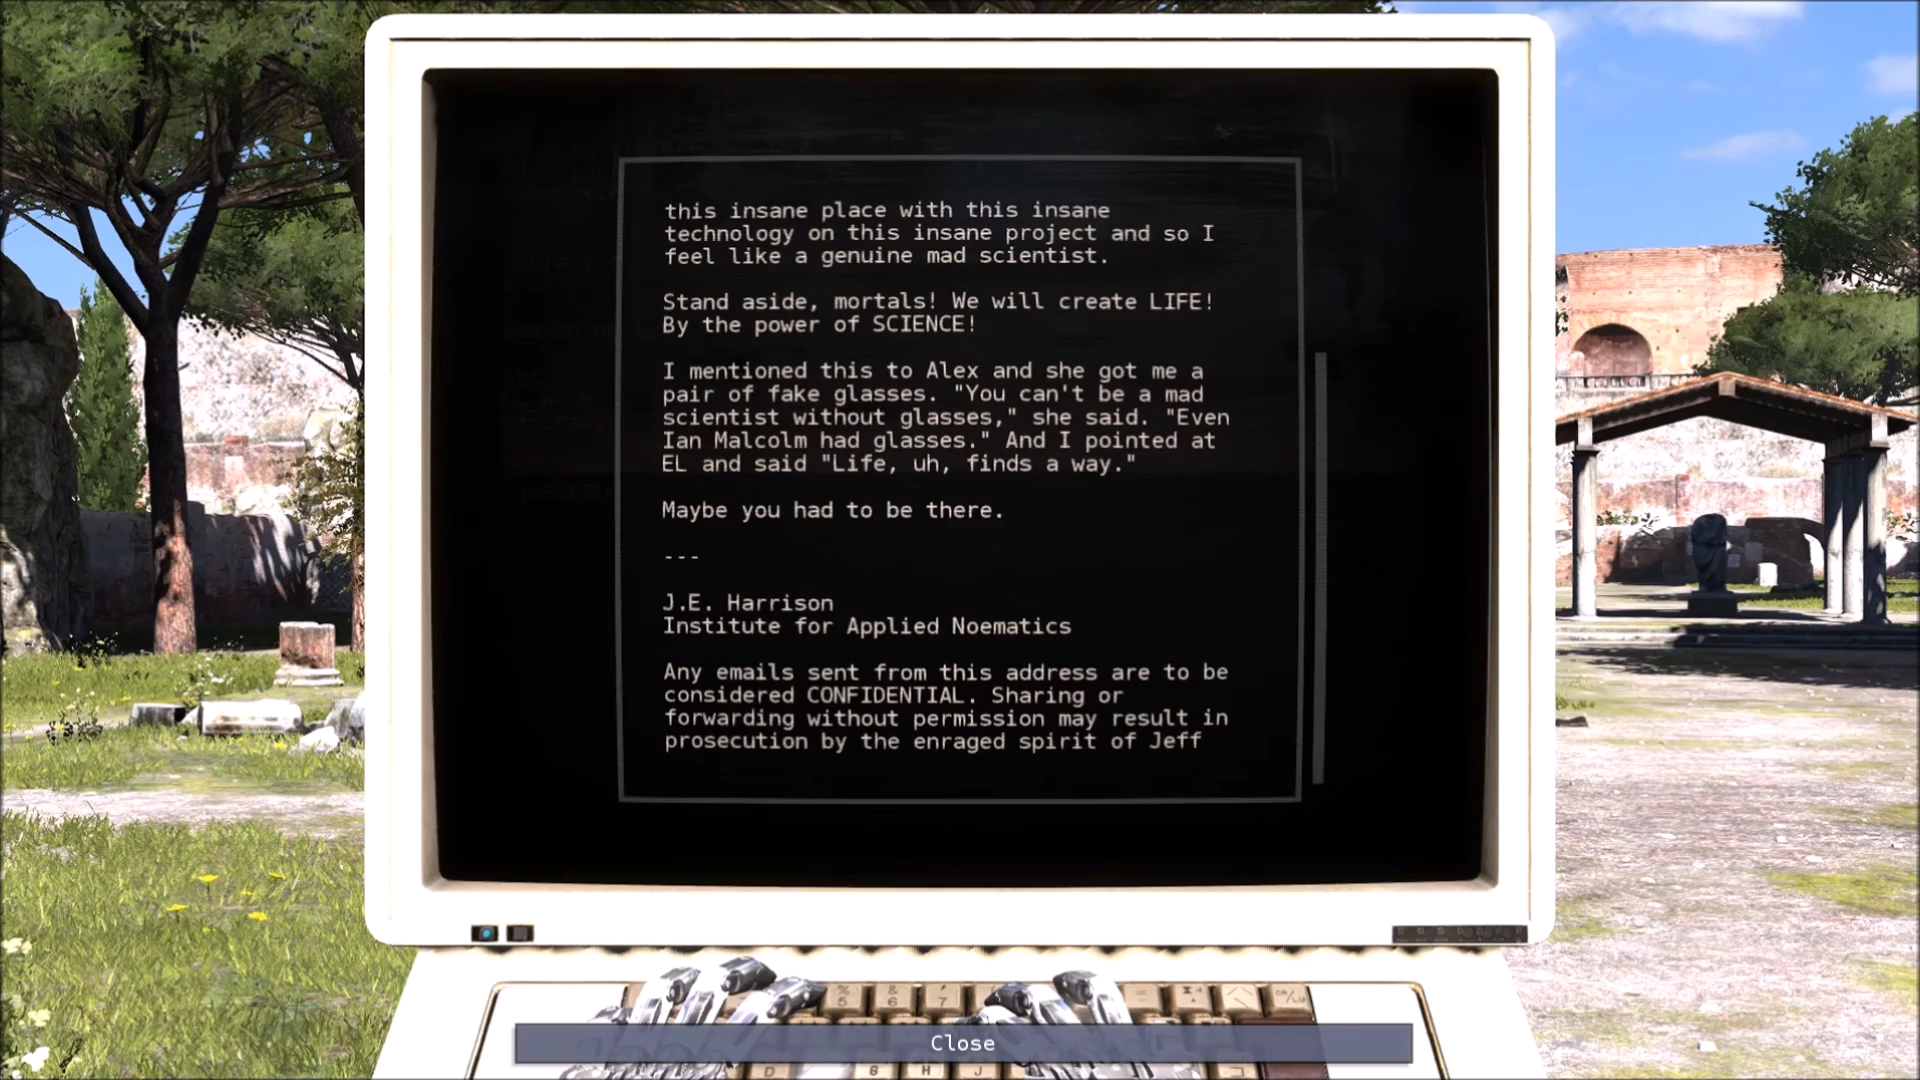 this insane place with this insane
technology on this insane project and so I
feel like a genuine mad scientist.
Stand aside, mortals! We will create LIFE!
By the power of SCIENCE!
I mentioned this to Alex and she got me a
pair of fake glasses. "You can't be a mad
scientist without glasses," she said. "Even
Ian Malcolm had glasses." And I pointed at
EL and said "Life, uh, finds a way."
Maybe you had to be there.
---
J.E. Harrison
Institute for Applied Noematics
Any emails sent from this address are to be
considered CONFIDENTIAL. Sharing or
forwarding without permission may result in
prosecution by the enraged spirit of Jeff
% 5 & 6 ' 7
Close
D G H J